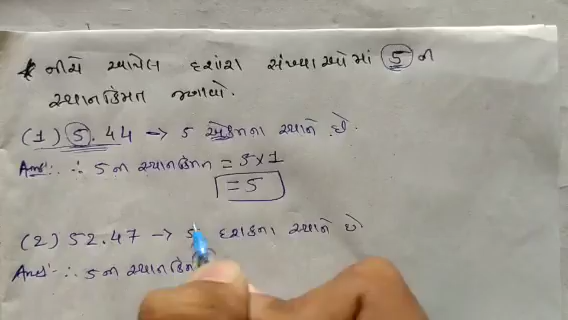 * નીચે આપેલ દશાંશ સંખ્યાઓમાં 5 ન
સ્થાનકિંમત જણાવો.
(1) 5.44 → 5 એકમના સ્થાને છે.
Ans:- ∴ 5 ન સ્થાનકિંમત = 5 x 1
= 5
(2) 52.47 → 5 દશકના સ્થાને છે
Ans:- ∴ 5 ન સ્થાનકિંમ